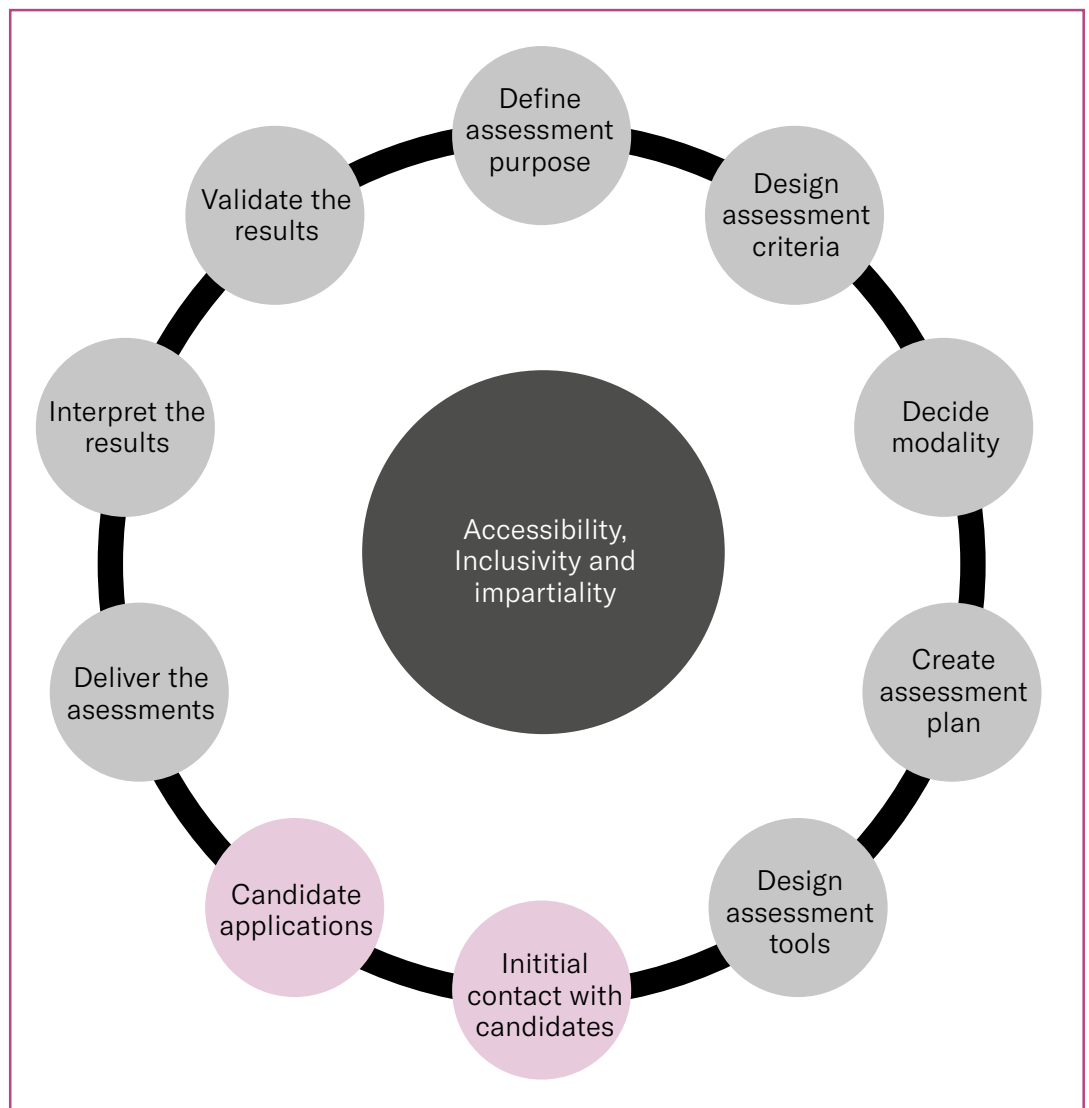 Define
assessment
purpose
Design
assessment
criteria
Decide
modality
Create
assessment
plan
Design
assessment
tools
Inititial
contact with
candidates
Candidate
applications
Deliver the
asessments
Interpret the
results
Validate the
results
Accessibility,
Inclusivity and
impartiality